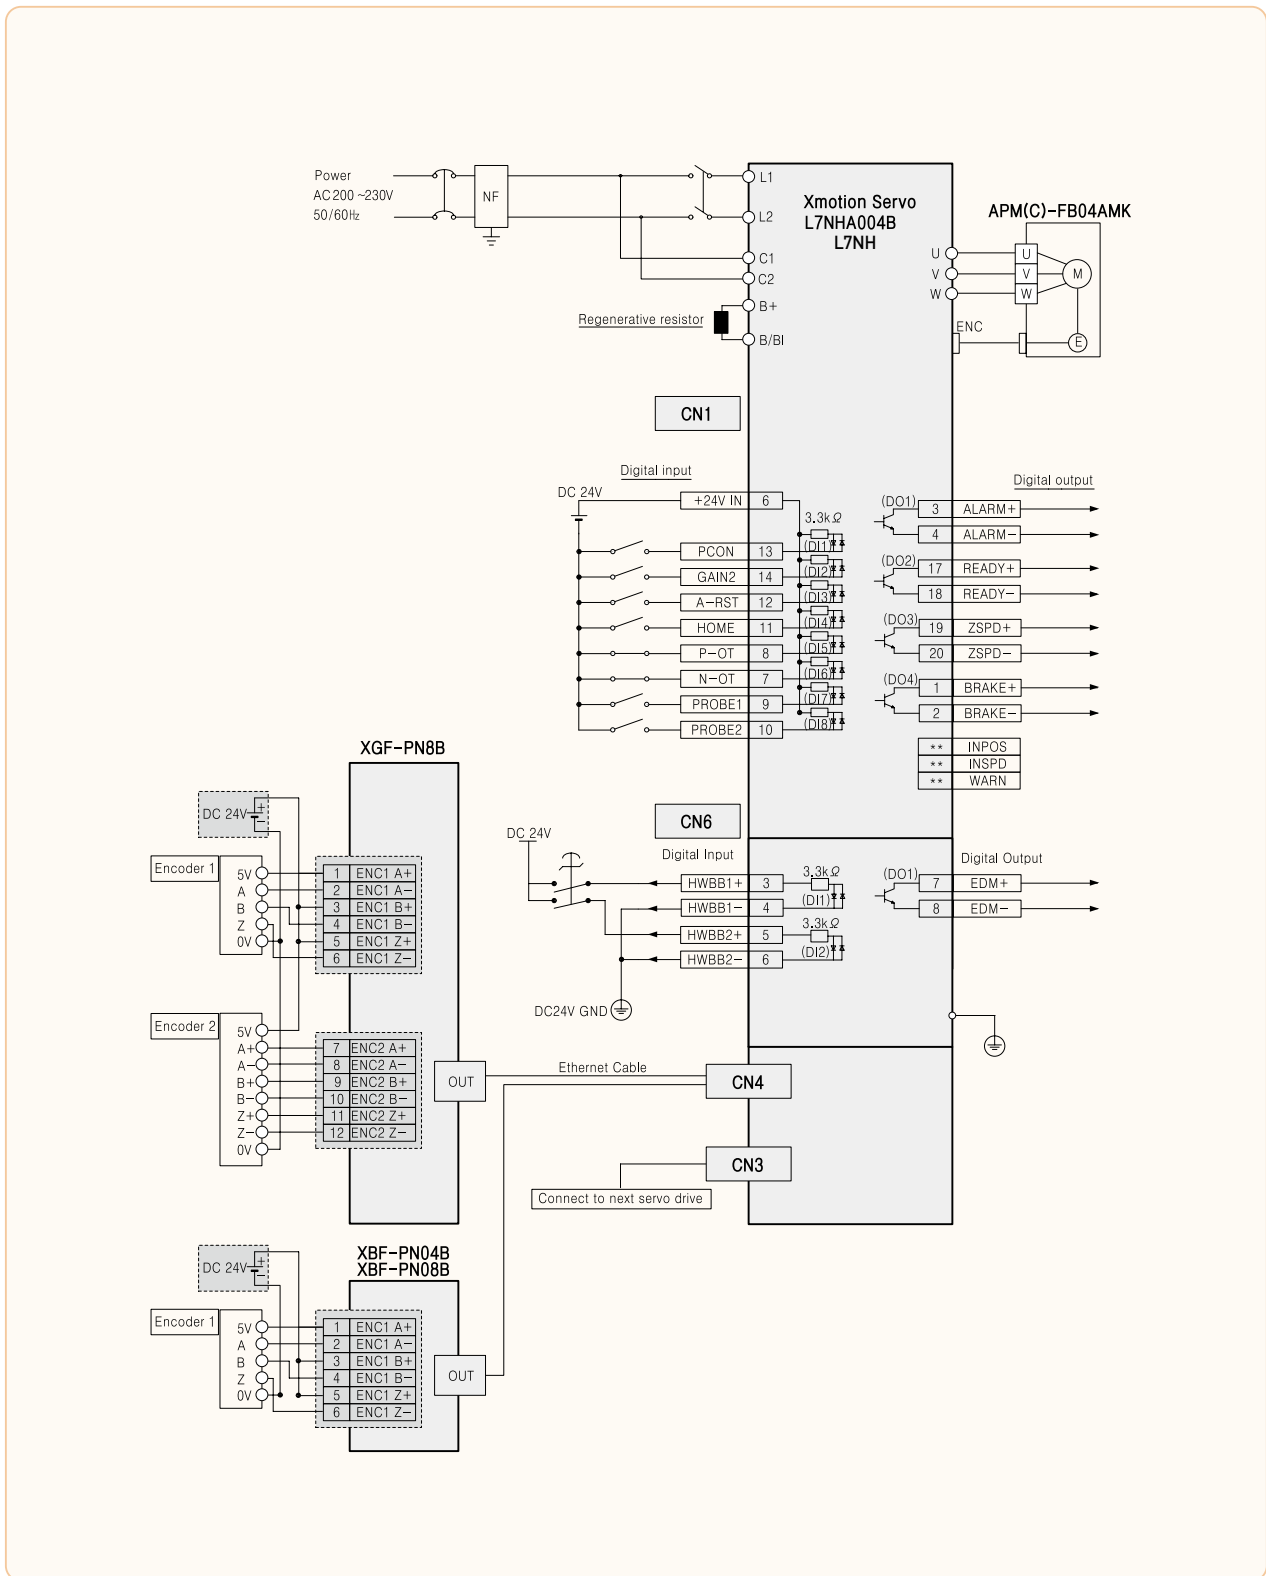 Power
AC 200 ~230V
50/60Hz
NF
L1
L2
C1
C2
B+
B/BI
Regenerative resistor
Xmotion Servo
L7NHA004B
L7NH
APM(C)-FB04AMK
U
V
W
U
V
W
M
ENC
E
CN1
Digital input
DC 24V
+24V IN 6
3.3kΩ
PCON 13 (DI1)
GAIN2 14 (DI2)
A-RST 12 (DI3)
HOME 11 (DI4)
P-OT 8 (DI5)
N-OT 7 (DI6)
PROBE1 9 (DI7)
PROBE2 10 (DI8)
Digital output
(DO1) 3 ALARM+
4 ALARM-
(DO2) 17 READY+
18 READY-
(DO3) 19 ZSPD+
20 ZSPD-
(DO4) 1 BRAKE+
2 BRAKE-
** INPOS
** INSPD
** WARN
CN6
DC 24V
Digital Input
HWBB1+ 3 3.3kΩ
HWBB1- 4 (DI1)
HWBB2+ 5 3.3kΩ
HWBB2- 6 (DI2)
DC24V GND
Digital Output
(DO1) 7 EDM+
8 EDM-
XGF-PN8B
DC 24V + -
Encoder 1
5V
A
B
Z
0V
1 ENC1 A+
2 ENC1 A-
3 ENC1 B+
4 ENC1 B-
5 ENC1 Z+
6 ENC1 Z-
Encoder 2
5V
A+
A-
B+
B-
Z+
Z-
0V
7 ENC2 A+
8 ENC2 A-
9 ENC2 B+
10 ENC2 B-
11 ENC2 Z+
12 ENC2 Z-
OUT
Ethernet Cable
CN4
CN3
Connect to next servo drive
XBF-PN04B
XBF-PN08B
DC 24V + -
Encoder 1
5V
A
B
Z
0V
1 ENC1 A+
2 ENC1 A-
3 ENC1 B+
4 ENC1 B-
5 ENC1 Z+
6 ENC1 Z-
OUT